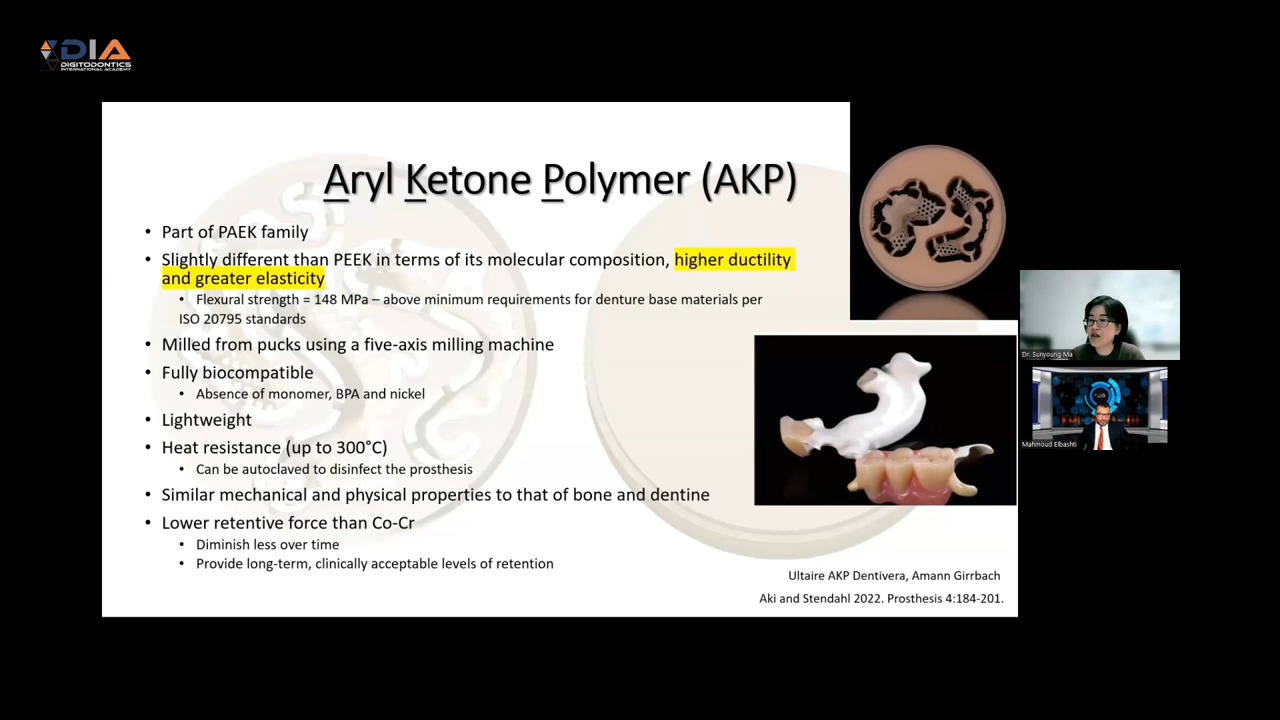 DIA
DIGITODONTICS
INTERNATIONAL ACADEMY
Aryl Ketone Polymer (AKP)
• Part of PAEK family
• Slightly different than PEEK in terms of its molecular composition, higher ductility
and greater elasticity
• Flexural strength = 148 MPa – above minimum requirements for denture base materials per
ISO 20795 standards
• Milled from pucks using a five-axis milling machine
• Fully biocompatible
• Absence of monomer, BPA and nickel
• Lightweight
• Heat resistance (up to 300°C)
• Can be autoclaved to disinfect the prosthesis
• Similar mechanical and physical properties to that of bone and dentine
• Lower retentive force than Co-Cr
• Diminish less over time
• Provide long-term, clinically acceptable levels of retention
Ultaire AKP Dentivera, Amann Girrbach
Aki and Stendahl 2022. Prosthesis 4:184-201.
Dr. Sunyoung Ma
Mahmoud Elbashti